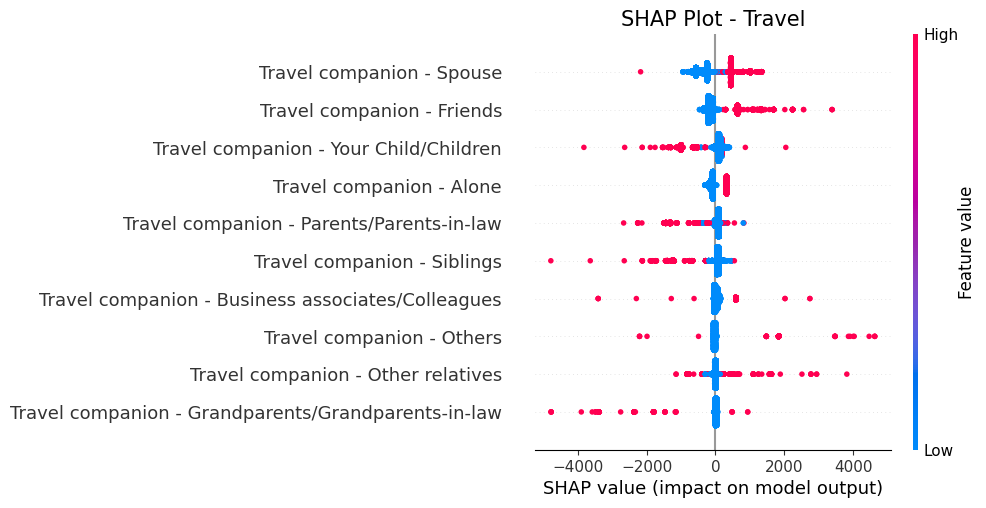 SHAP Plot - Travel
High
Travel companion - Spouse
Travel companion - Friends
Travel companion - Your Child/Children
Travel companion - Alone
Travel companion - Parents/Parents-in-law
Travel companion - Siblings
Travel companion - Business associates/Colleagues
Travel companion - Others
Travel companion - Other relatives
Travel companion - Grandparents/Grandparents-in-law
Feature value
Low
−4000 −2000 0 2000 4000
SHAP value (impact on model output)